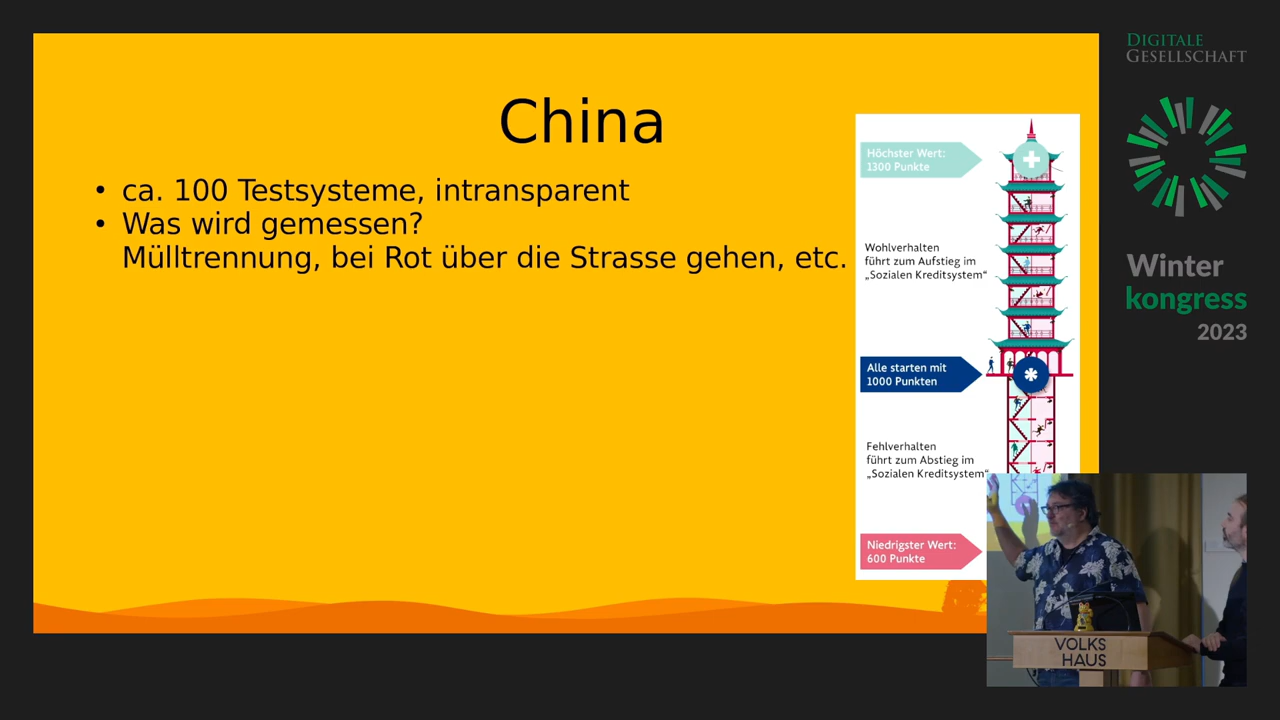 China
• ca. 100 Testsysteme, intransparent
• Was wird gemessen?
Mülltrennung, bei Rot über die Strasse gehen, etc.
Höchster Wert:
1300 Punkte
Wohlverhalten
führt zum Aufstieg im
„Sozialen Kreditsystem“
Alle starten mit
1000 Punkten
Fehlverhalten
führt zum Abstieg im
„Sozialen Kreditsystem“
Niedrigster Wert:
600 Punkte
DIGITALE
GESELLSCHAFT
Winter
kongress
2023
VOLKS
HAUS